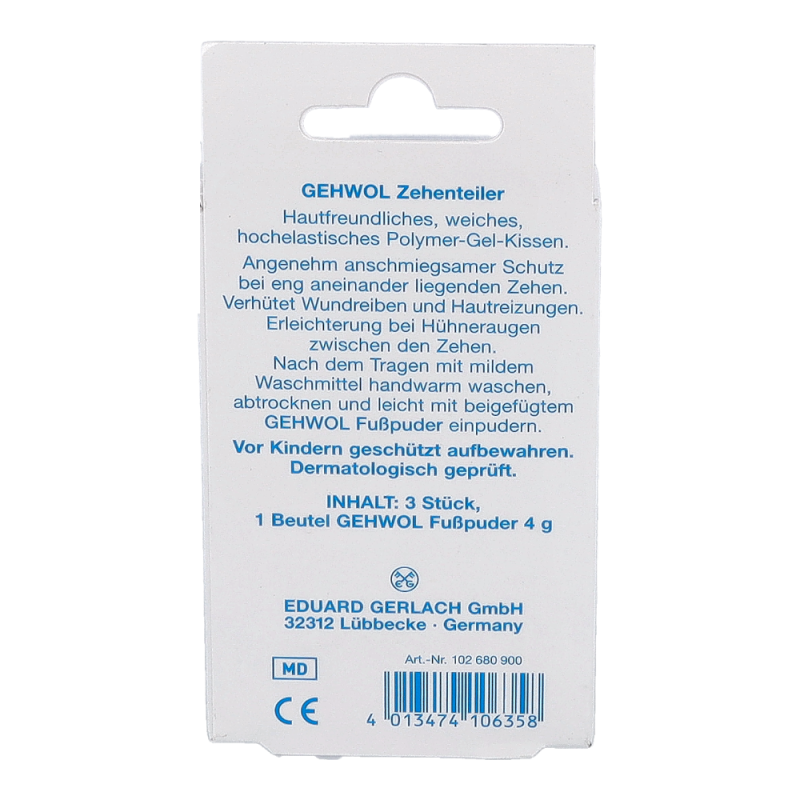 GEHWOL Zehenteiler
Hautfreundliches, weiches,
hochelastisches Polymer-Gel-Kissen.
Angenehm anschmiegsamer Schutz
bei eng aneinander liegenden Zehen.
Verhütet Wundreiben und Hautreizungen.
Erleichterung bei Hühneraugen
zwischen den Zehen.
Nach dem Tragen mit mildem
Waschmittel handwarm waschen,
abtrocknen und leicht mit beigefügtem
GEHWOL Fußpuder einpudern.
Vor Kindern geschützt aufbewahren.
Dermatologisch geprüft.
INHALT: 3 Stück,
1 Beutel GEHWOL Fußpuder 4 g
E G
EDUARD GERLACH GmbH
32312 Lübbecke · Germany
Art.-Nr. 102 680 900
MD
CE
4 013474 106358